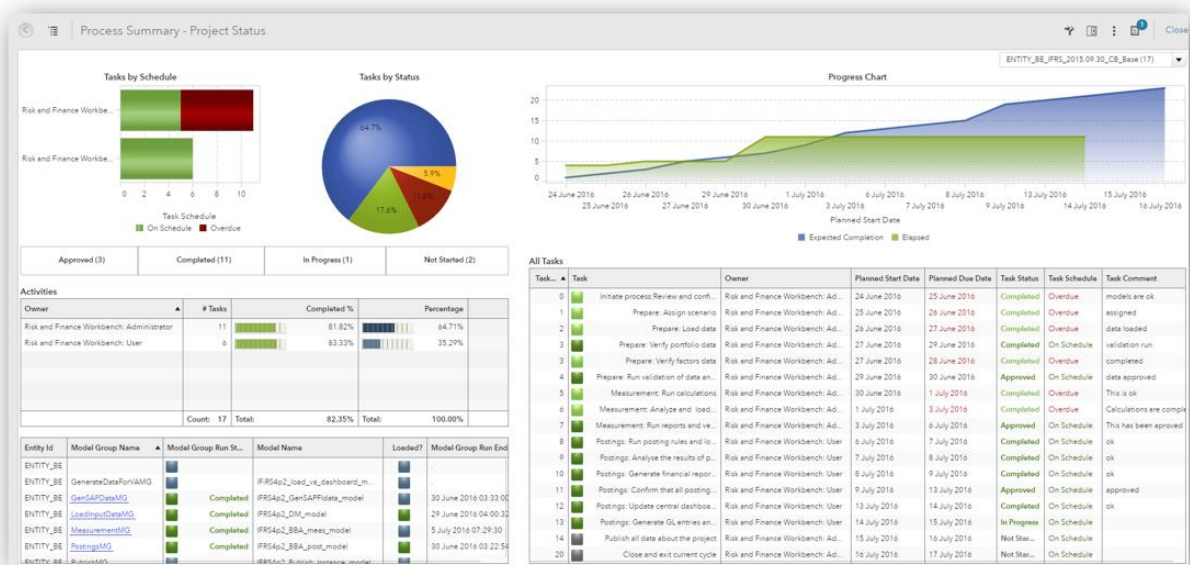 Process Summary - Project Status
1
Close
ENTITY_BE_IFRS_2015.09.30_CB_Base (17)
Tasks by Schedule
Risk and Finance Workbe...
Risk and Finance Workbe...
0 2 4 6 8 10
Task Schedule
On Schedule Overdue
Tasks by Status
64.7%
5.9%
11.8%
17.6%
Progress Chart
20
15
10
5
0
24 June 2016 26 June 2016 29 June 2016 1 July 2016 6 July 2016 8 July 2016 13 July 2016 15 July 2016
25 June 2016 27 June 2016 30 June 2016 3 July 2016 7 July 2016 9 July 2016 14 July 2016 16 July 2016
Planned Start Date
Expected Completion Elapsed
Approved (3) Completed (11) In Progress (1) Not Started (2)
Activities
Owner # Tasks Completed % Percentage
Risk and Finance Workbench: Administrator 11 81.82% 64.71%
Risk and Finance Workbench: User 6 83.33% 35.29%
Count: 17 Total: 82.35% Total: 100.00%
Entity Id Model Group Name Model Group Run St... Model Name Loaded? Model Group Run End
ENTITY_BE .
ENTITY_BE GenerateDataForVAMG IFRS4p2_load_va_dashboard_m... .
ENTITY_BE GenSAPDataMG Completed IFRS4p2_GenSAPFIdata_model 30 June 2016 03:33:00
ENTITY_BE LoadInputDataMG Completed IFRS4p2_DM_model 29 June 2016 04:00:32
ENTITY_BE MeasurementMG Completed IFRS4p2_BBA_meas_model 5 July 2016 07:29:30
ENTITY_BE PostingsMG Completed IFRS4p2_BBA_post_model 30 June 2016 03:22:54
ENTITY_BE PublishMG IFRS4p2_Publish_Instance_model
All Tasks
Task... Task Owner Planned Start Date Planned Due Date Task Status Task Schedule Task Comment
0 Initiate process:Review and confi... Risk and Finance Workbench: Ad... 24 June 2016 25 June 2016 Completed Overdue models are ok
1 Prepare: Assign scenario Risk and Finance Workbench: Ad... 25 June 2016 26 June 2016 Completed Overdue assigned
2 Prepare: Load data Risk and Finance Workbench: Ad... 26 June 2016 27 June 2016 Completed Overdue data loaded
3 Prepare: Verify portfolio data Risk and Finance Workbench: Ad... 27 June 2016 29 June 2016 Completed On Schedule validation run
3 Prepare: Verify factors data Risk and Finance Workbench: Ad... 27 June 2016 28 June 2016 Completed Overdue completed
4 Prepare: Run validation of data an... Risk and Finance Workbench: Ad... 29 June 2016 30 June 2016 Approved On Schedule data approved
5 Measurement: Run calculations Risk and Finance Workbench: Ad... 30 June 2016 1 July 2016 Completed Overdue This is ok
6 Measurement: Analyze and load... Risk and Finance Workbench: Ad... 1 July 2016 3 July 2016 Completed Overdue Calculations are comple
7 Measurement: Run reports and ve... Risk and Finance Workbench: Ad... 3 July 2016 6 July 2016 Approved On Schedule This has been aproved
8 Postings: Run posting rules and lo... Risk and Finance Workbench: User 6 July 2016 7 July 2016 Completed On Schedule ok
9 Postings: Analyse the results of p... Risk and Finance Workbench: User 7 July 2016 8 July 2016 Completed On Schedule ok
10 Postings: Generate financial repor... Risk and Finance Workbench: User 8 July 2016 9 July 2016 Completed On Schedule ok
11 Postings: Confirm that all posting... Risk and Finance Workbench: User 9 July 2016 13 July 2016 Approved On Schedule approved
12 Postings: Update central dashboa... Risk and Finance Workbench: User 13 July 2016 14 July 2016 Completed On Schedule ok
13 Postings: Generate GL entries an... Risk and Finance Workbench: User 14 July 2016 15 July 2016 In Progress On Schedule
14 Publish all data about the project Risk and Finance Workbench: Ad... 15 July 2016 16 July 2016 Not Star... On Schedule
20 Close and exit current cycle Risk and Finance Workbench: Ad... 16 July 2016 17 July 2016 Not Star... On Schedule